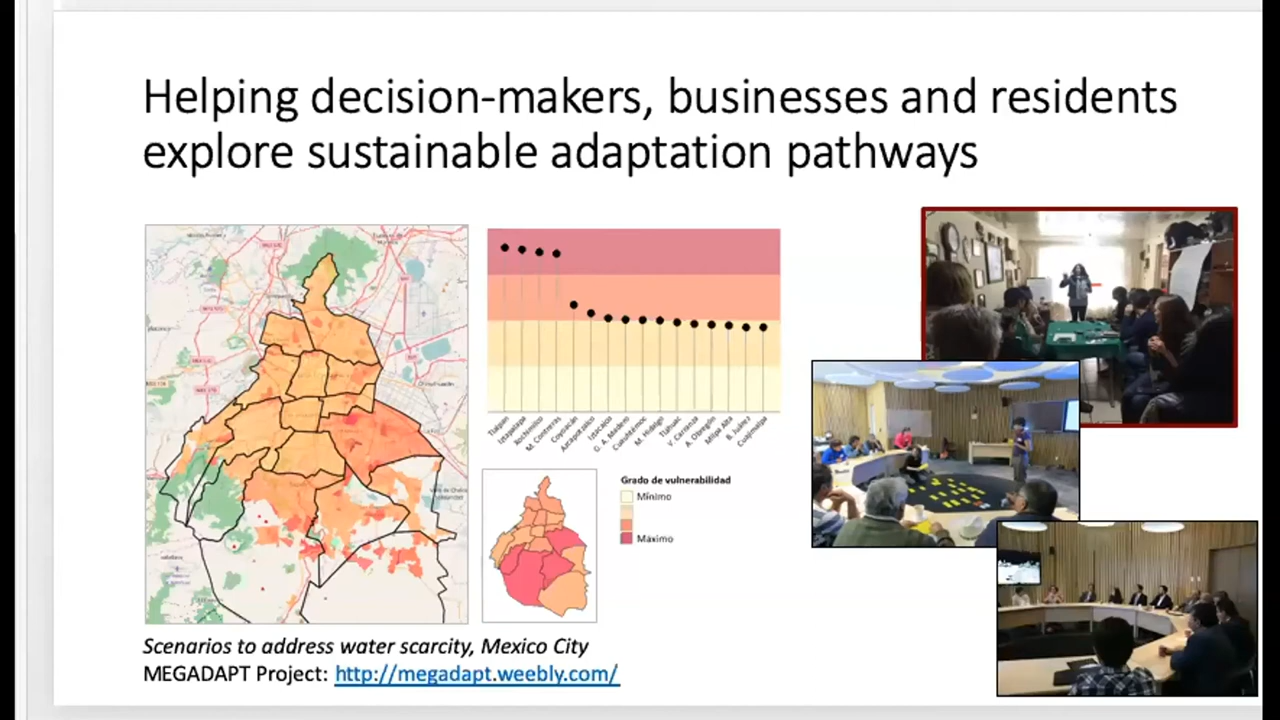 Helping decision-makers, businesses and residents
explore sustainable adaptation pathways
Tlalpan
Iztapalapa
Xochimilco
M. Contreras
Coyoacán
Azcapotzalco
Iztacalco
G. A. Madero
Cuauhtémoc
M. Hidalgo
Tláhuac
V. Carranza
A. Obregón
Milpa Alta
B. Juárez
Cuajimalpa
Grado de vulnerabilidad
Mínimo
Máximo
Scenarios to address water scarcity, Mexico City
MEGADAPT Project: http://megadapt.weebly.com/